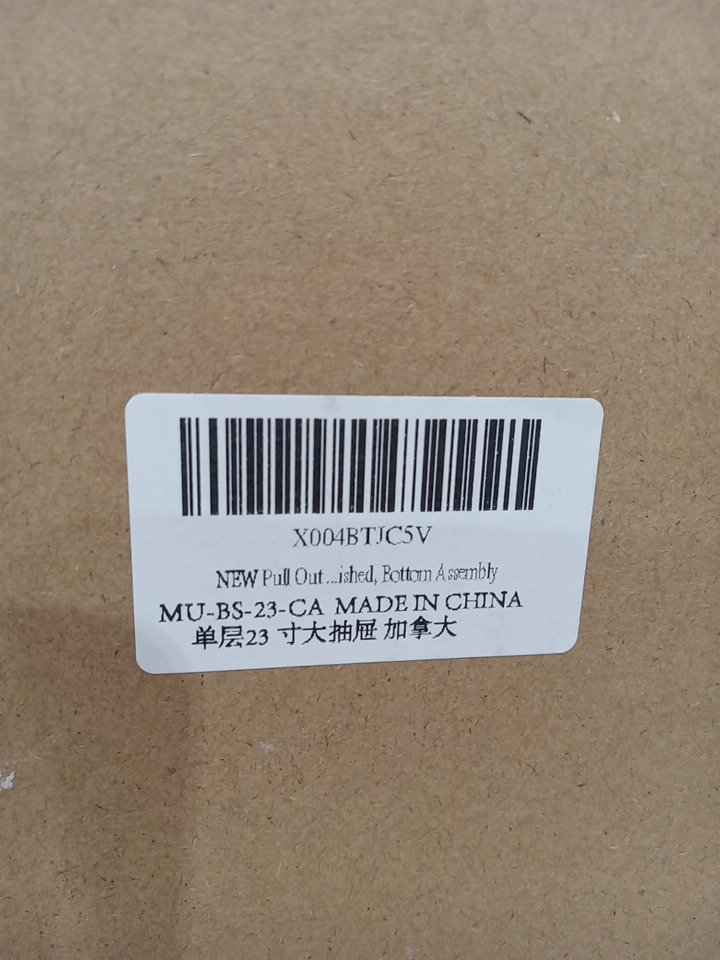 X004BTJC5V
NEW Pull Out ...ished, Bottom Assembly
MU-BS-23-CA MADE IN CHINA
单层23 寸大抽屉 加拿大